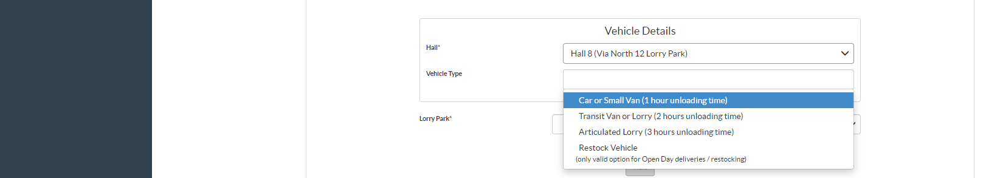 Vehicle Details
Hall*
Hall 8 (Via North 12 Lorry Park)
Vehicle Type
Car or Small Van (1 hour unloading time)
Transit Van or Lorry (2 hours unloading time)
Lorry Park*
Articulated Lorry (3 hours unloading time)
Restock Vehicle
(only valid option for Open Day deliveries / restocking)